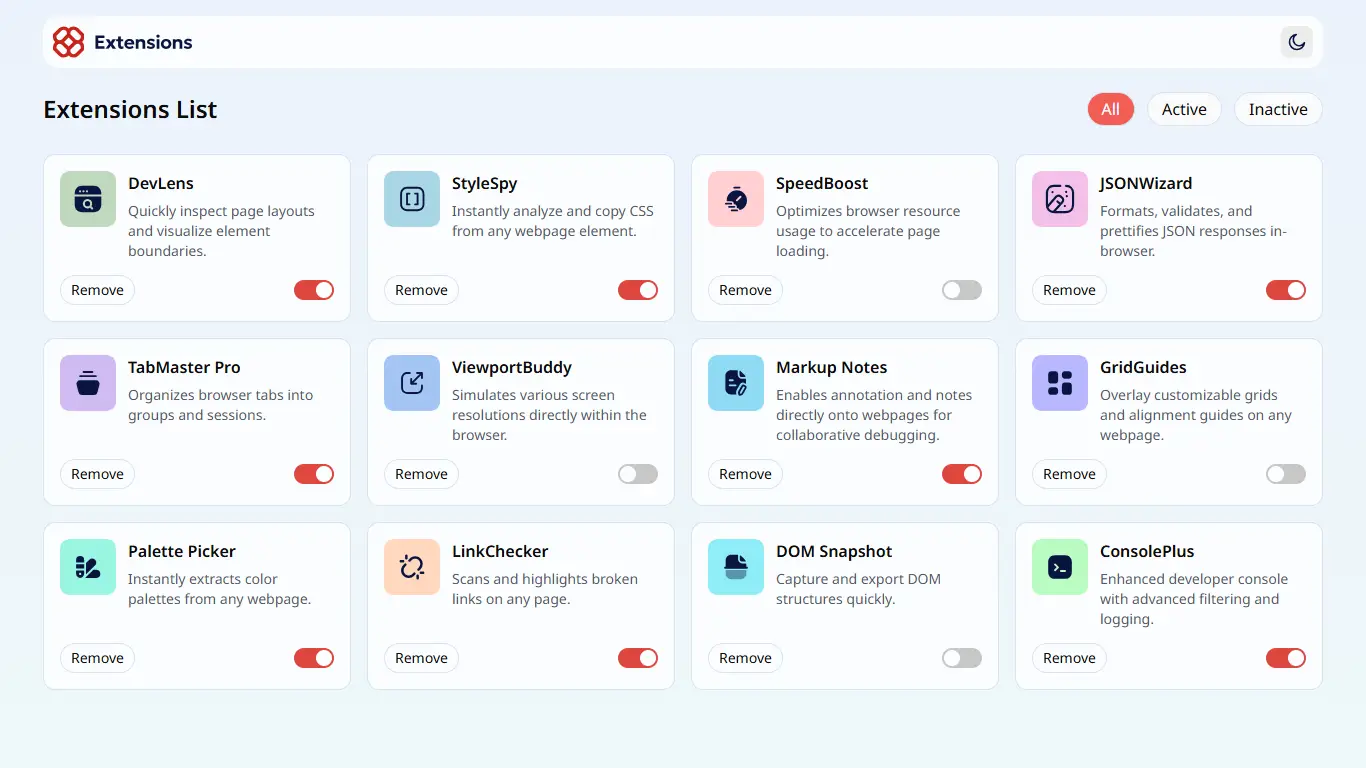 Extensions
Extensions List
All
Active
Inactive
DevLens
Quickly inspect page layouts
and visualize element
boundaries.
Remove
StyleSpy
Instantly analyze and copy CSS
from any webpage element.
Remove
SpeedBoost
Optimizes browser resource
usage to accelerate page
loading.
Remove
JSONWizard
Formats, validates, and
prettifies JSON responses in-
browser.
Remove
TabMaster Pro
Organizes browser tabs into
groups and sessions.
Remove
ViewportBuddy
Simulates various screen
resolutions directly within the
browser.
Remove
Markup Notes
Enables annotation and notes
directly onto webpages for
collaborative debugging.
Remove
GridGuides
Overlay customizable grids
and alignment guides on any
webpage.
Remove
Palette Picker
Instantly extracts color
palettes from any webpage.
Remove
LinkChecker
Scans and highlights broken
links on any page.
Remove
DOM Snapshot
Capture and export DOM
structures quickly.
Remove
ConsolePlus
Enhanced developer console
with advanced filtering and
logging.
Remove